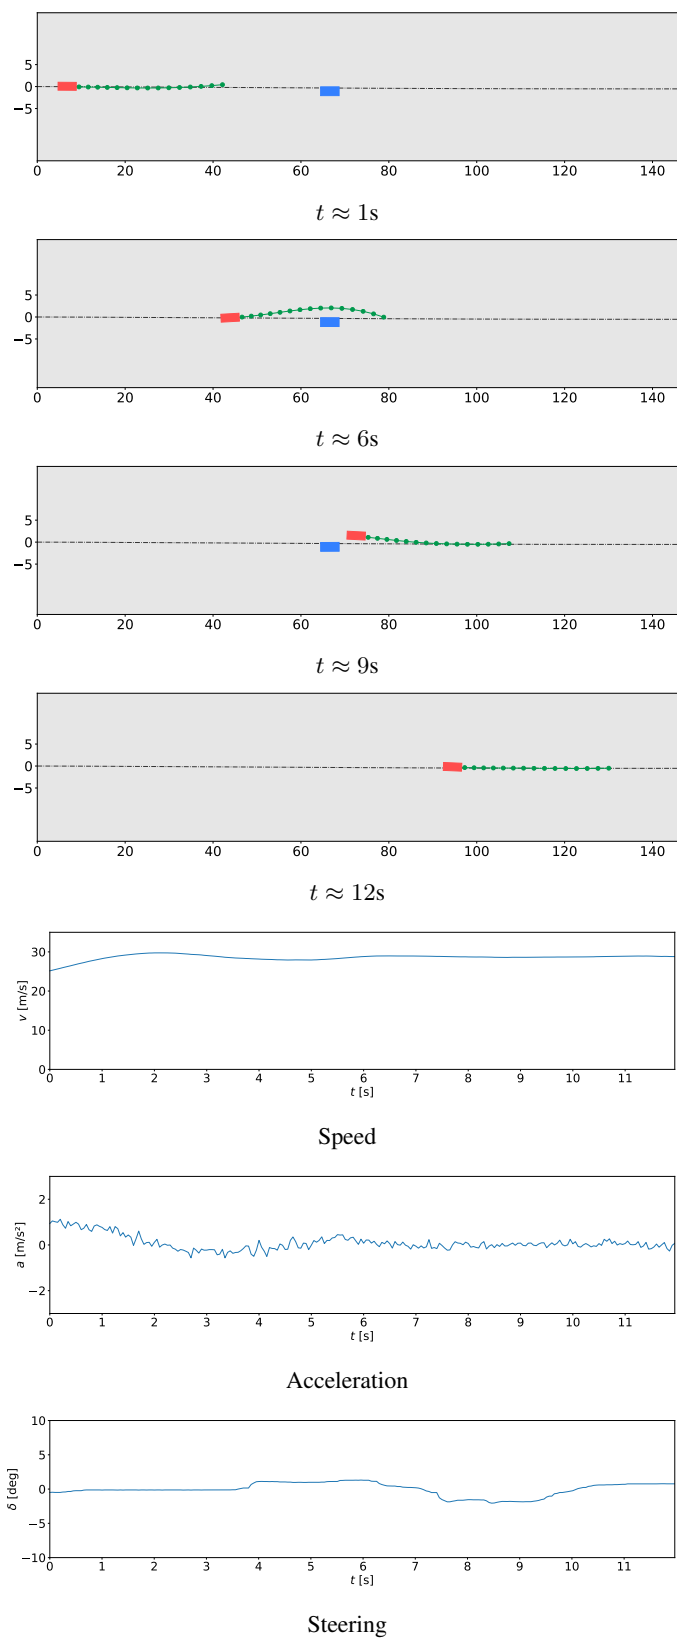 5
0
−5
0 20 40 60 80 100 120 140
t ≈ 1s
5
0
−5
0 20 40 60 80 100 120 140
t ≈ 6s
5
0
−5
0 20 40 60 80 100 120 140
t ≈ 9s
5
0
−5
0 20 40 60 80 100 120 140
t ≈ 12s
30
20
10
0
v [m/s]
0 1 2 3 4 5 6 7 8 9 10 11
t [s]
Speed
2
0
−2
a [m/s²]
0 1 2 3 4 5 6 7 8 9 10 11
t [s]
Acceleration
10
5
0
−5
−10
δ [deg]
0 1 2 3 4 5 6 7 8 9 10 11
t [s]
Steering